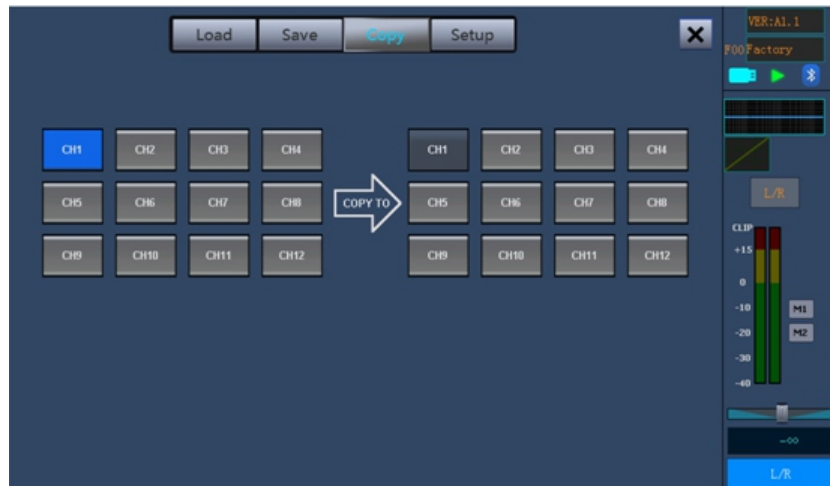 Load Save Copy Setup
VER:A1.1
F00Factory
CH1 CH2 CH3 CH4
CH5 CH6 CH7 CH8
CH9 CH10 CH11 CH12
COPY TO
CH1 CH2 CH3 CH4
CH5 CH6 CH7 CH8
CH9 CH10 CH11 CH12
L/R
CLIP
+15
0
-10
M1
-20
M2
-30
-40
-∞
L/R